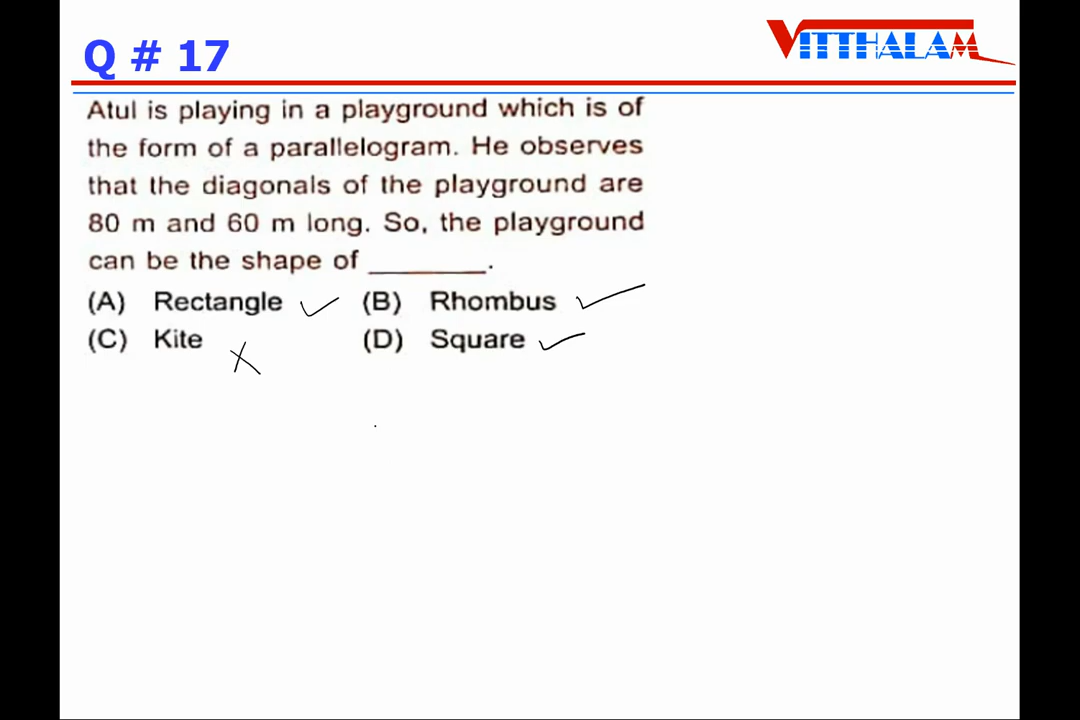 Q # 17
VITTHALAM
Atul is playing in a playground which is of
the form of a parallelogram. He observes
that the diagonals of the playground are
80 m and 60 m long. So, the playground
can be the shape of ________.
(A) Rectangle (B) Rhombus
(C) Kite (D) Square